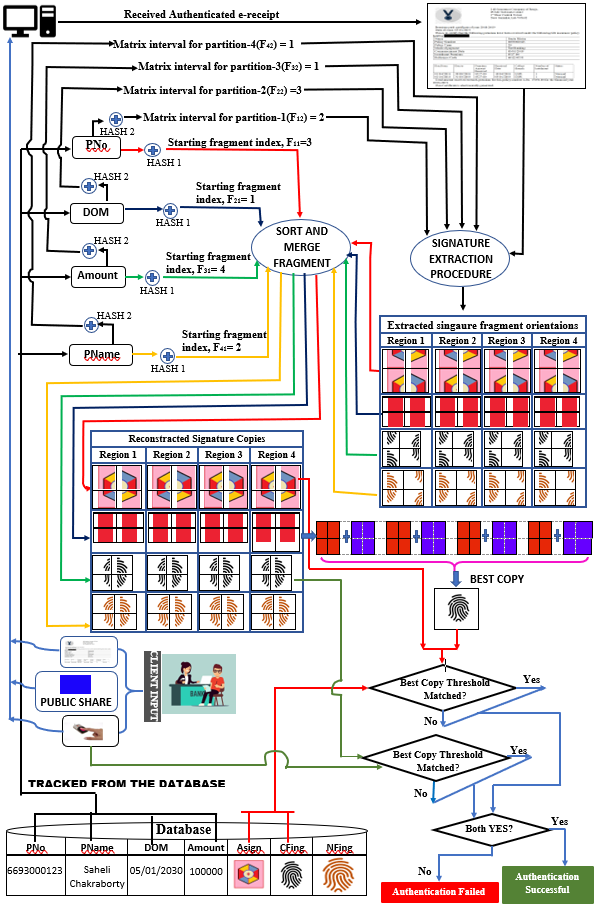 Received Authenticated e-receipt
Matrix interval for partition-4(F42) = 1
Matrix interval for partition-3(F32) = 1
Matrix interval for partition-2(F22) =3
HASH 2
Matrix interval for partition-1(F12) = 2
PNo
HASH 1
Starting fragment index, F11=3
HASH 2
DOM
HASH 1
Starting fragment
index, F21= 1
HASH 2
Amount
HASH 1
Starting fragment
index, F31= 4
HASH 2
PName
HASH 1
Starting fragment
index, F41= 2
SORT AND
MERGE
FRAGMENT
SIGNATURE
EXTRACTION
PROCEDURE
Extracted singaure fragment orientaions
Region 1 Region 2 Region 3 Region 4
Reconstracted Signature Copies
Region 1 Region 2 Region 3 Region 4
BEST COPY
PUBLIC SHARE
CLIENT INPUT
BANK
Best Copy Threshold
Matched?
Yes
No
Best Copy Threshold
Matched?
Yes
No
Both YES?
Yes
No
Authentication Failed
Authentication
Successful
TRACKED FROM THE DATABASE
Database
PNo PName DOM Amount Asign CFing NFing
6693000123 Saheli
Chakraborty 05/01/2030 100000